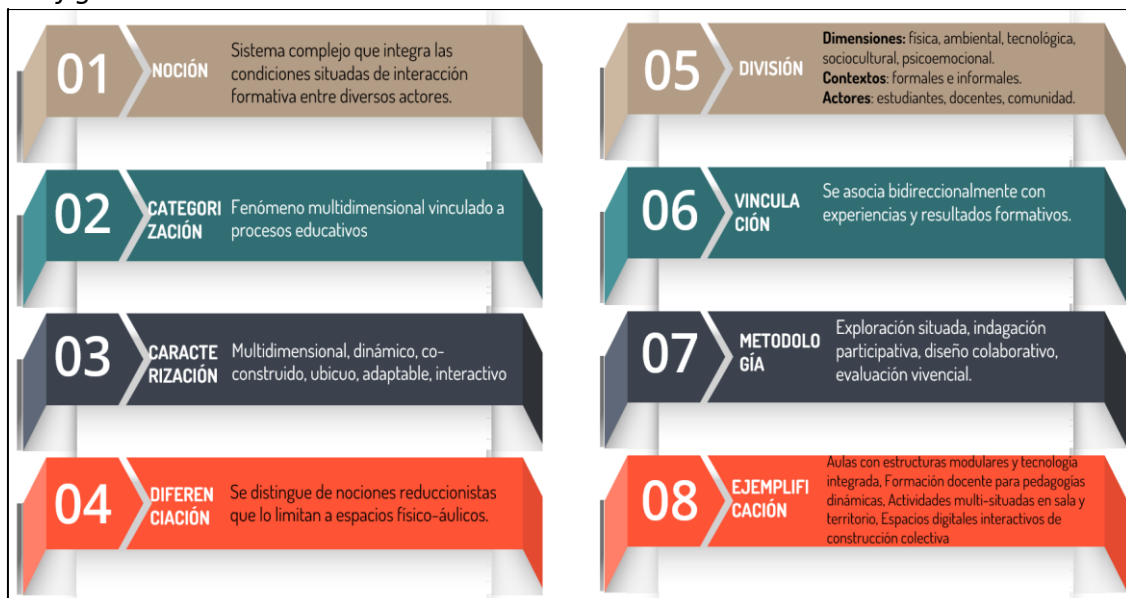 01
NOCIÓN
Sistema complejo que integra las
condiciones situadas de interacción
formativa entre diversos actores.
02
CATEGORI
ZACIÓN
Fenómeno multidimensional vinculado a
procesos educativos
03
CARACTE
RIZACIÓN
Multidimensional, dinámico, co-
construido, ubicuo, adaptable, interactivo
04
DIFEREN
CIACIÓN
Se distingue de nociones reduccionistas
que lo limitan a espacios físico-áulicos.
05
DIVISIÓN
Dimensiones: física, ambiental, tecnológica,
sociocultural, psicoemocional.
Contextos: formales e informales.
Actores: estudiantes, docentes, comunidad.
06
VINCULA
CIÓN
Se asocia bidireccionalmente con
experiencias y resultados formativos.
07
METODOLO
GÍA
Exploración situada, indagación
participativa, diseño colaborativo,
evaluación vivencial.
08
EJEMPLIFI
CACIÓN
Aulas con estructuras modulares y tecnología
integrada, Formación docente para pedagogías
dinámicas, Actividades multi-situadas en sala y
territorio, Espacios digitales interactivos de
construcción colectiva